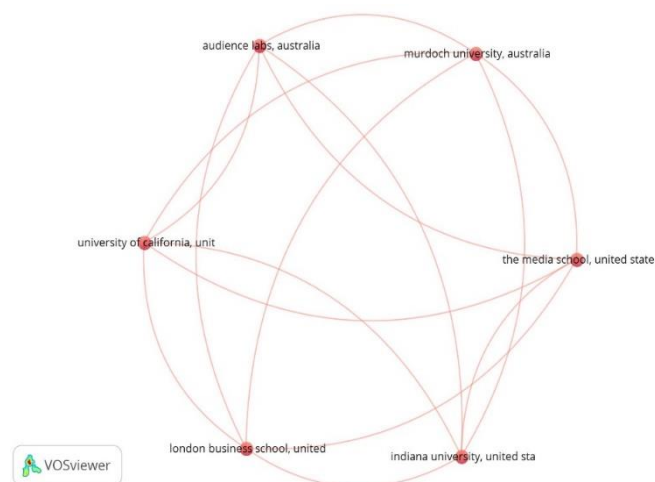 audience labs, australia
murdoch university, australia
university of california, unit
the media school, united state
london business school, united
indiana university, united sta
VOSviewer